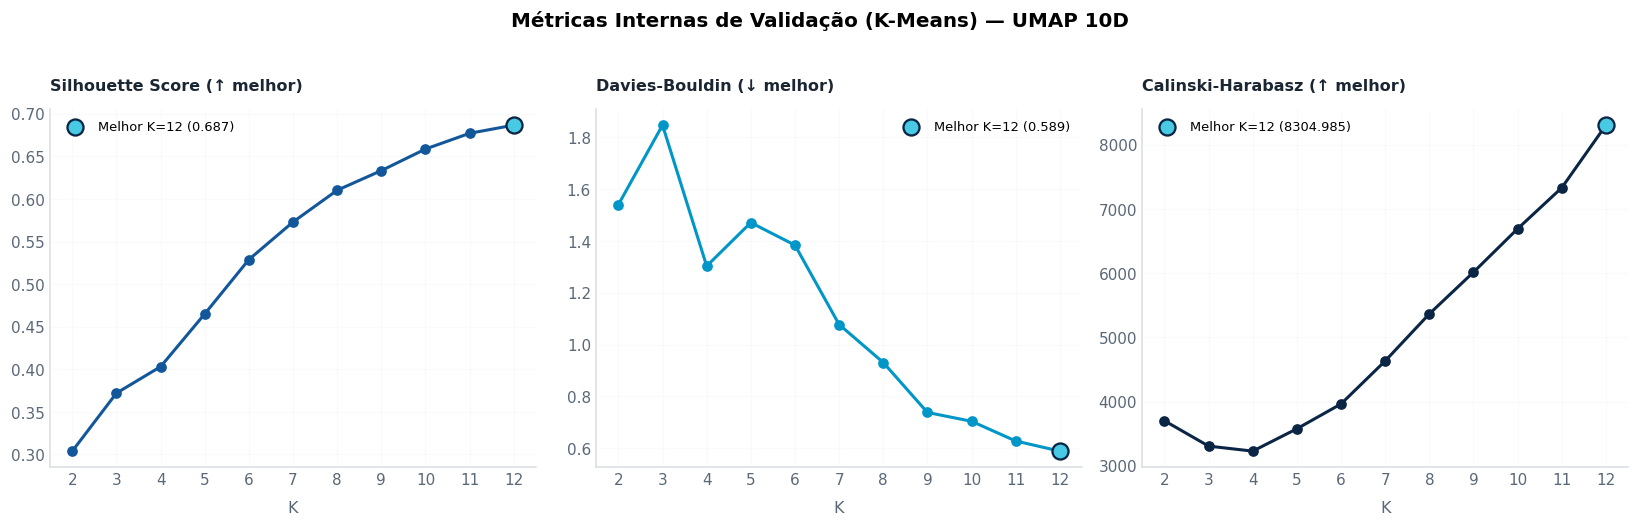 Métricas Internas de Validação (K-Means) — UMAP 10D
Silhouette Score (↑ melhor)
Melhor K=12 (0.687)
0.70
0.65
0.60
0.55
0.50
0.45
0.40
0.35
0.30
2 3 4 5 6 7 8 9 10 11 12
K
Davies-Bouldin (↓ melhor)
Melhor K=12 (0.589)
1.8
1.6
1.4
1.2
1.0
0.8
0.6
2 3 4 5 6 7 8 9 10 11 12
K
Calinski-Harabasz (↑ melhor)
Melhor K=12 (8304.985)
8000
7000
6000
5000
4000
3000
2 3 4 5 6 7 8 9 10 11 12
K